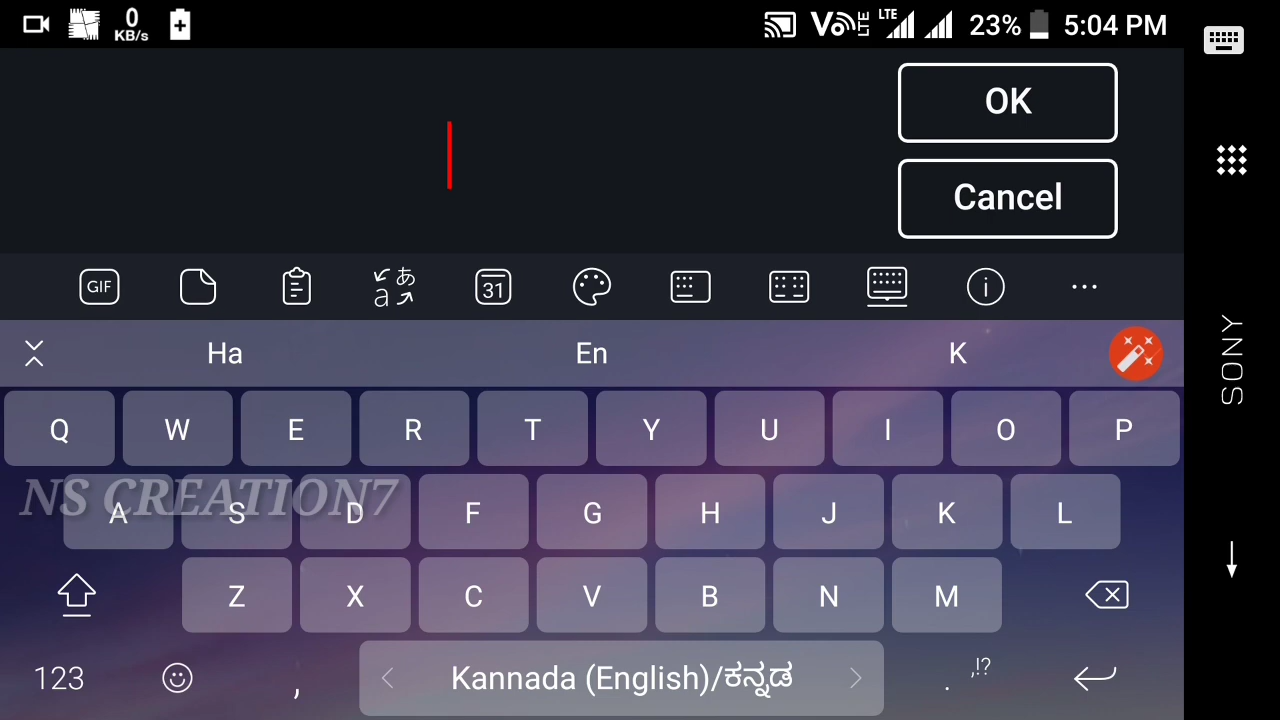 0 KB/s VoLTE LTE 23% 5:04 PM
OK
Cancel
GIF 31
Ha En K
Q W E R T Y U I O P
NS CREATION7
A S D F G H J K L
Z X C V B N M
123 , Kannada (English)/ಕನ್ನಡ . ,!?
SONY